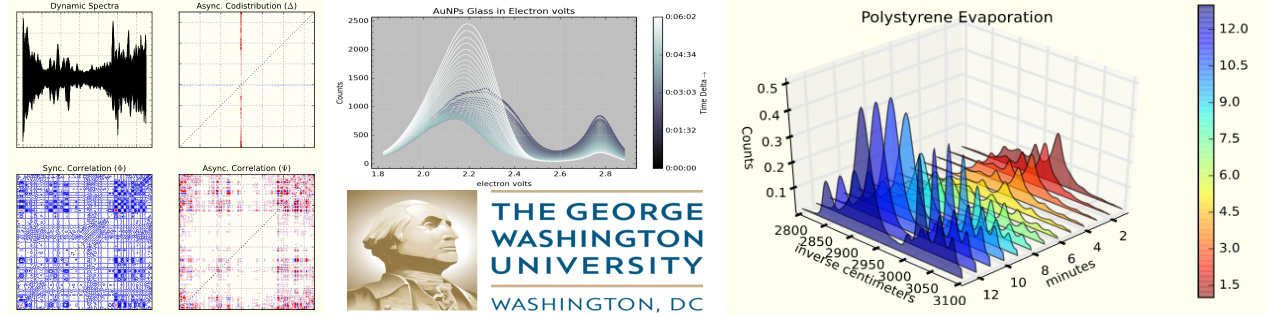 Dynamic Spectra
Async. Codistribution (Δ)
Sync. Correlation (Φ)
Async. Correlation (Ψ)
AuNPs Glass in Electron volts
2500
2000
1500
1000
500
0
Counts
1.8 2.0 2.2 2.4 2.6 2.8
electron volts
0:06:02
0:04:34
0:03:03
0:01:32
0:00:00
Time Delta →
THE GEORGE
WASHINGTON
UNIVERSITY
WASHINGTON, DC
Polystyrene Evaporation
0.5
0.4
0.3
0.2
0.1
Counts
2800
2850
2900
2950
3000
3050
3100
inverse centimeters
12
10
8
6
4
2
minutes
12.0
10.5
9.0
7.5
6.0
4.5
3.0
1.5